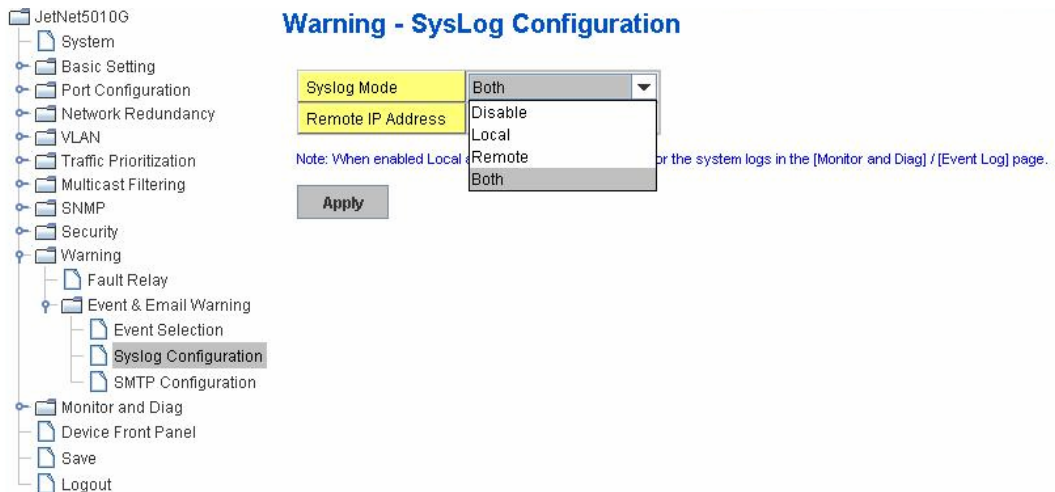 JetNet5010G
System
Basic Setting
Port Configuration
Network Redundancy
VLAN
Traffic Prioritization
Multicast Filtering
SNMP
Security
Warning
Fault Relay
Event & Email Warning
Event Selection
Syslog Configuration
SMTP Configuration
Monitor and Diag
Device Front Panel
Save
Logout
Warning - SysLog Configuration
Syslog Mode Both
Remote IP Address
Disable
Local
Remote
Both
Note: When enabled Local or the system logs in the [Monitor and Diag] / [Event Log] page.
Apply